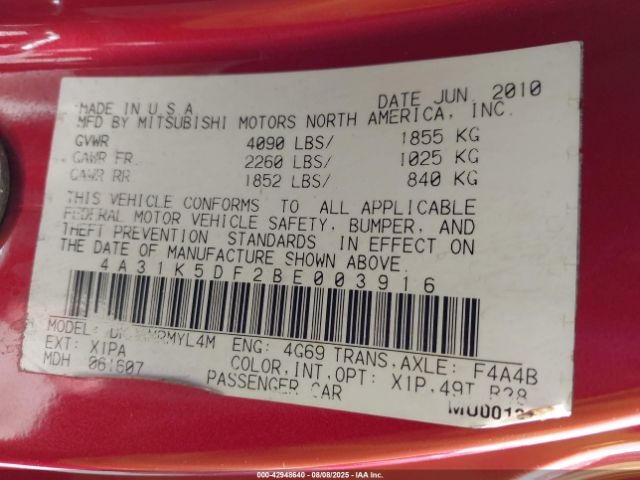 MADE IN U.S.A. DATE JUN 2010
MFD BY MITSUBISHI MOTORS NORTH AMERICA, INC.
GVWR 4090 LBS/ 1855 KG
GAWR FR 2260 LBS/ 1025 KG
GAWR RR 1852 LBS/ 840 KG
THIS VEHICLE CONFORMS TO ALL APPLICABLE
FEDERAL MOTOR VEHICLE SAFETY, BUMPER, AND
THEFT PREVENTION STANDARDS IN EFFECT ON
THE DATE OF MANUFACTURE SHOWN ABOVE.
4A31K5DF2BE003916
MODEL: ENG: 4G69 TRANS,AXLE: F4A4B
EXT: X1PA COLOR,INT,OPT: X1P,49T
MDH 061607 PASSENGER CAR
00-42948640 - 08/08/2025 - IAA Inc.